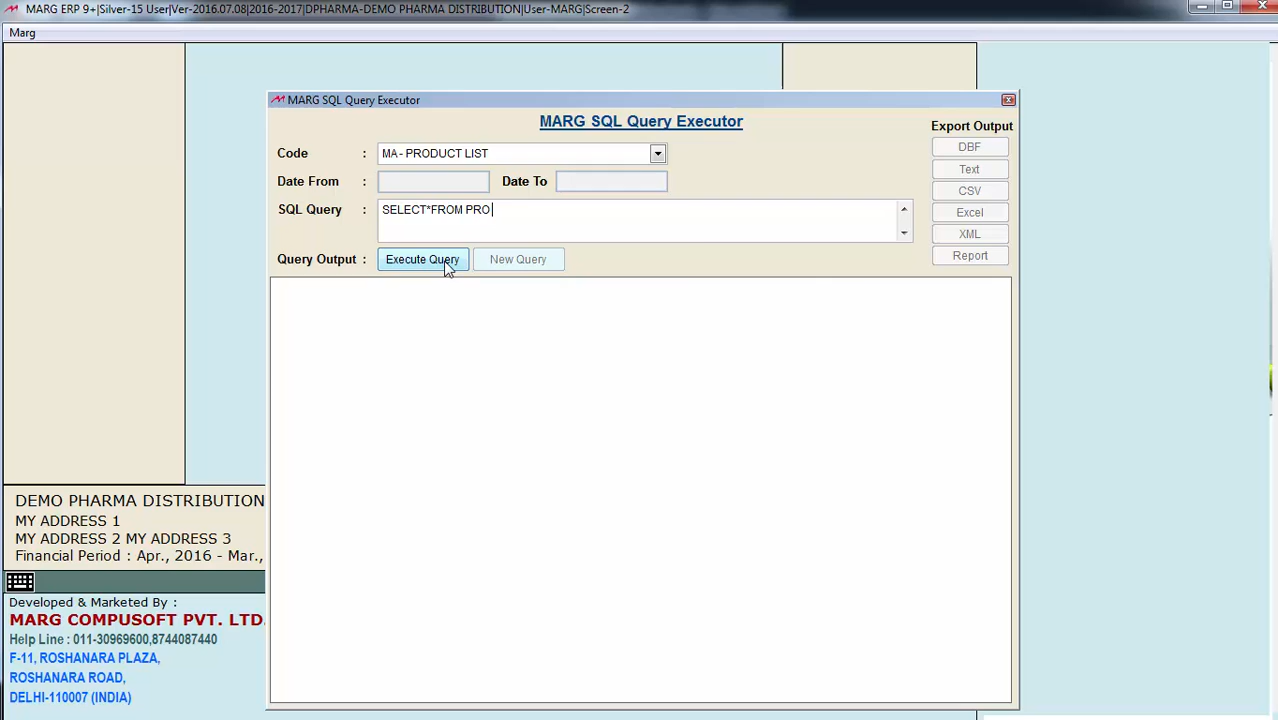 MARG ERP 9+|Silver-15 User|Ver-2016.07.08|2016-2017|DPHARMA-DEMO PHARMA DISTRIBUTION|User-MARG|Screen-2
Marg
MARG SQL Query Executor
MARG SQL Query Executor
Export Output
Code : MA - PRODUCT LIST
DBF
Text
Date From : Date To
CSV
SQL Query : SELECT*FROM PRO
Excel
XML
Query Output : Execute Query New Query
Report
DEMO PHARMA DISTRIBUTION
MY ADDRESS 1
MY ADDRESS 2 MY ADDRESS 3
Financial Period : Apr., 2016 - Mar.,
Developed & Marketed By :
MARG COMPUSOFT PVT. LTD.
Help Line : 011-30969600,8744087440
F-11, ROSHANARA PLAZA,
ROSHANARA ROAD,
DELHI-110007 (INDIA)